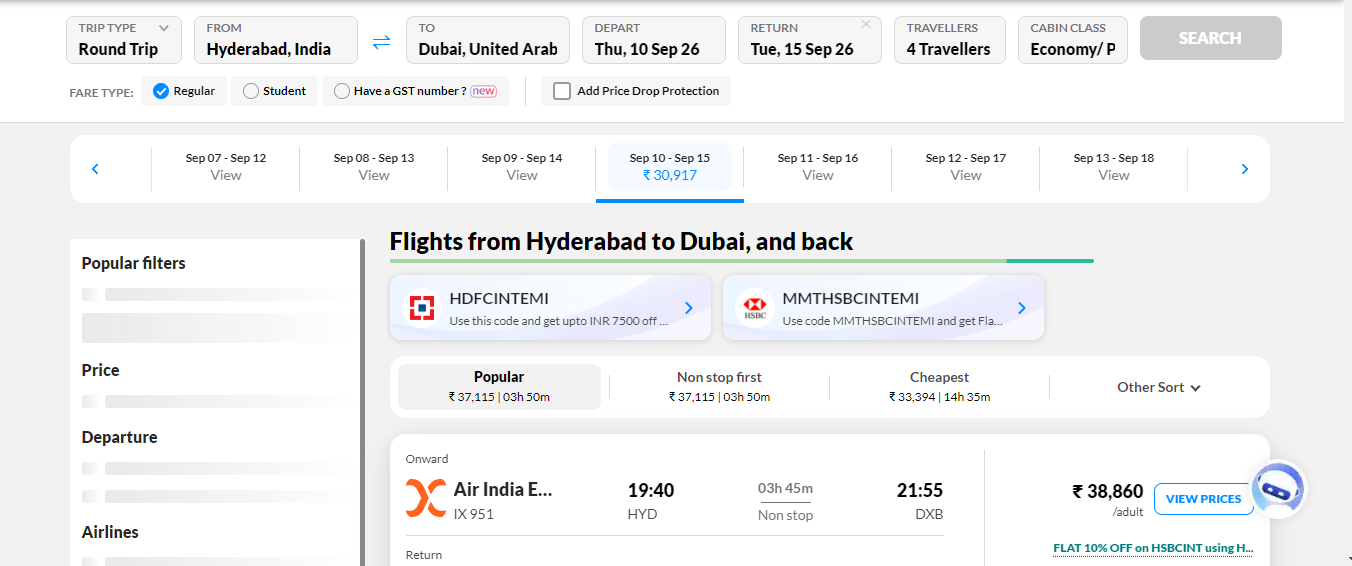 TRIP TYPE
Round Trip
FROM
Hyderabad, India
TO
Dubai, United Arab
DEPART
Thu, 10 Sep 26
RETURN
Tue, 15 Sep 26
TRAVELLERS
4 Travellers
CABIN CLASS
Economy/ P
SEARCH
FARE TYPE:
Regular
Student
Have a GST number ? new
Add Price Drop Protection
Sep 07 - Sep 12
View
Sep 08 - Sep 13
View
Sep 09 - Sep 14
View
Sep 10 - Sep 15
₹ 30,917
Sep 11 - Sep 16
View
Sep 12 - Sep 17
View
Sep 13 - Sep 18
View
Popular filters
Price
Departure
Airlines
Flights from Hyderabad to Dubai, and back
HDFCINTEMI
Use this code and get upto INR 7500 off ...
HSBC
MMTHSBCINTEMI
Use code MMTHSBCINTEMI and get Fla...
Popular
₹ 37,115 | 03h 50m
Non stop first
₹ 37,115 | 03h 50m
Cheapest
₹ 33,394 | 14h 35m
Other Sort
Onward
Air India E...
IX 951
19:40
HYD
03h 45m
Non stop
21:55
DXB
₹ 38,860
/adult
VIEW PRICES
FLAT 10% OFF on HSBCINT using H...
Return